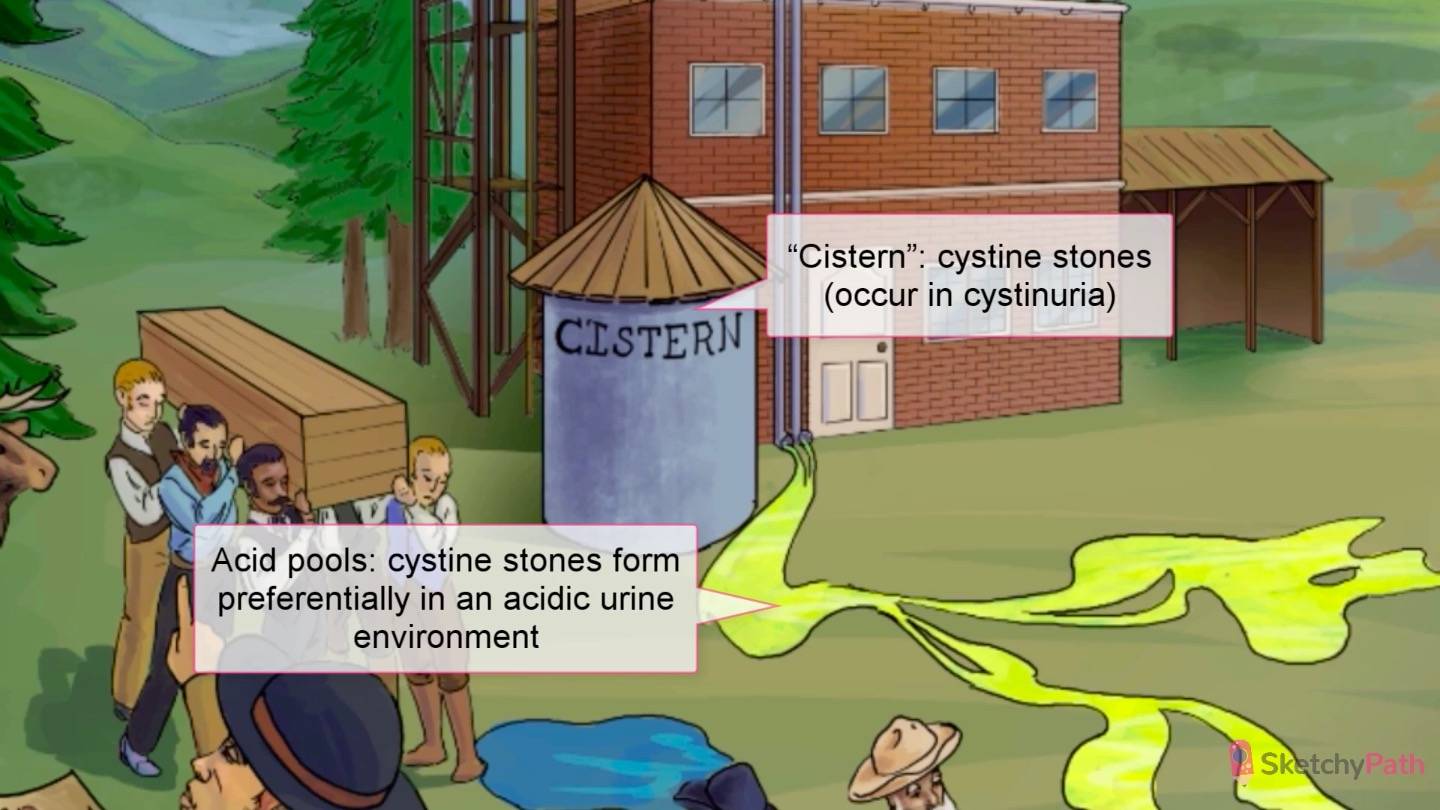 “Cistern”: cystine stones
(occur in cystinuria)
CISTERN
Acid pools: cystine stones form
preferentially in an acidic urine
environment
SketchyPath